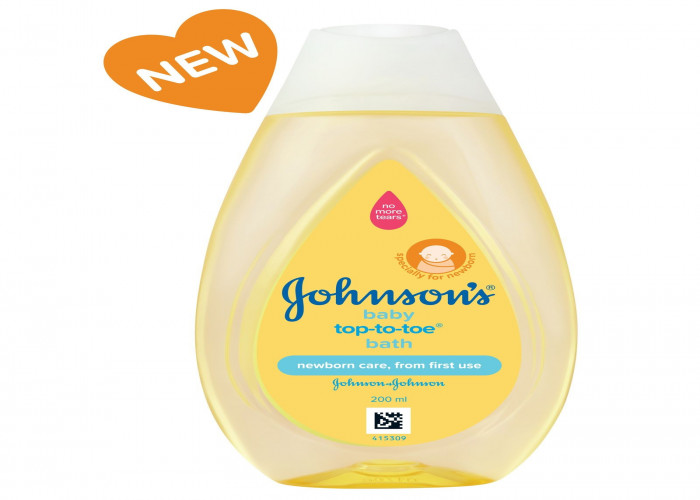 NEW
no
more
tears™
specially for newborn
Johnson's®
baby
top-to-toe®
bath
newborn care, from first use
Johnson+Johnson
200 ml
415309